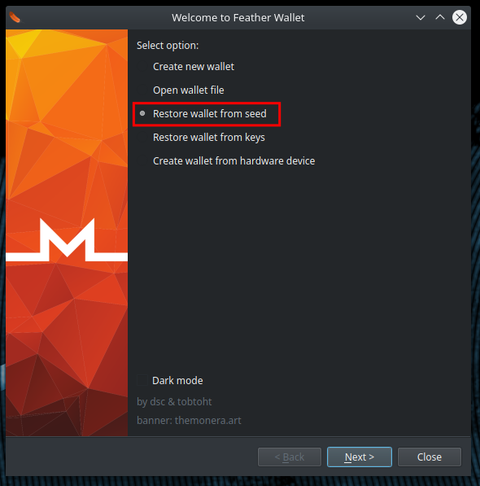 Welcome to Feather Wallet
Select option:
Create new wallet
Open wallet file
Restore wallet from seed
Restore wallet from keys
Create wallet from hardware device
Dark mode
by dsc & tobtoht
banner: themonera.art
< Back
Next >
Close